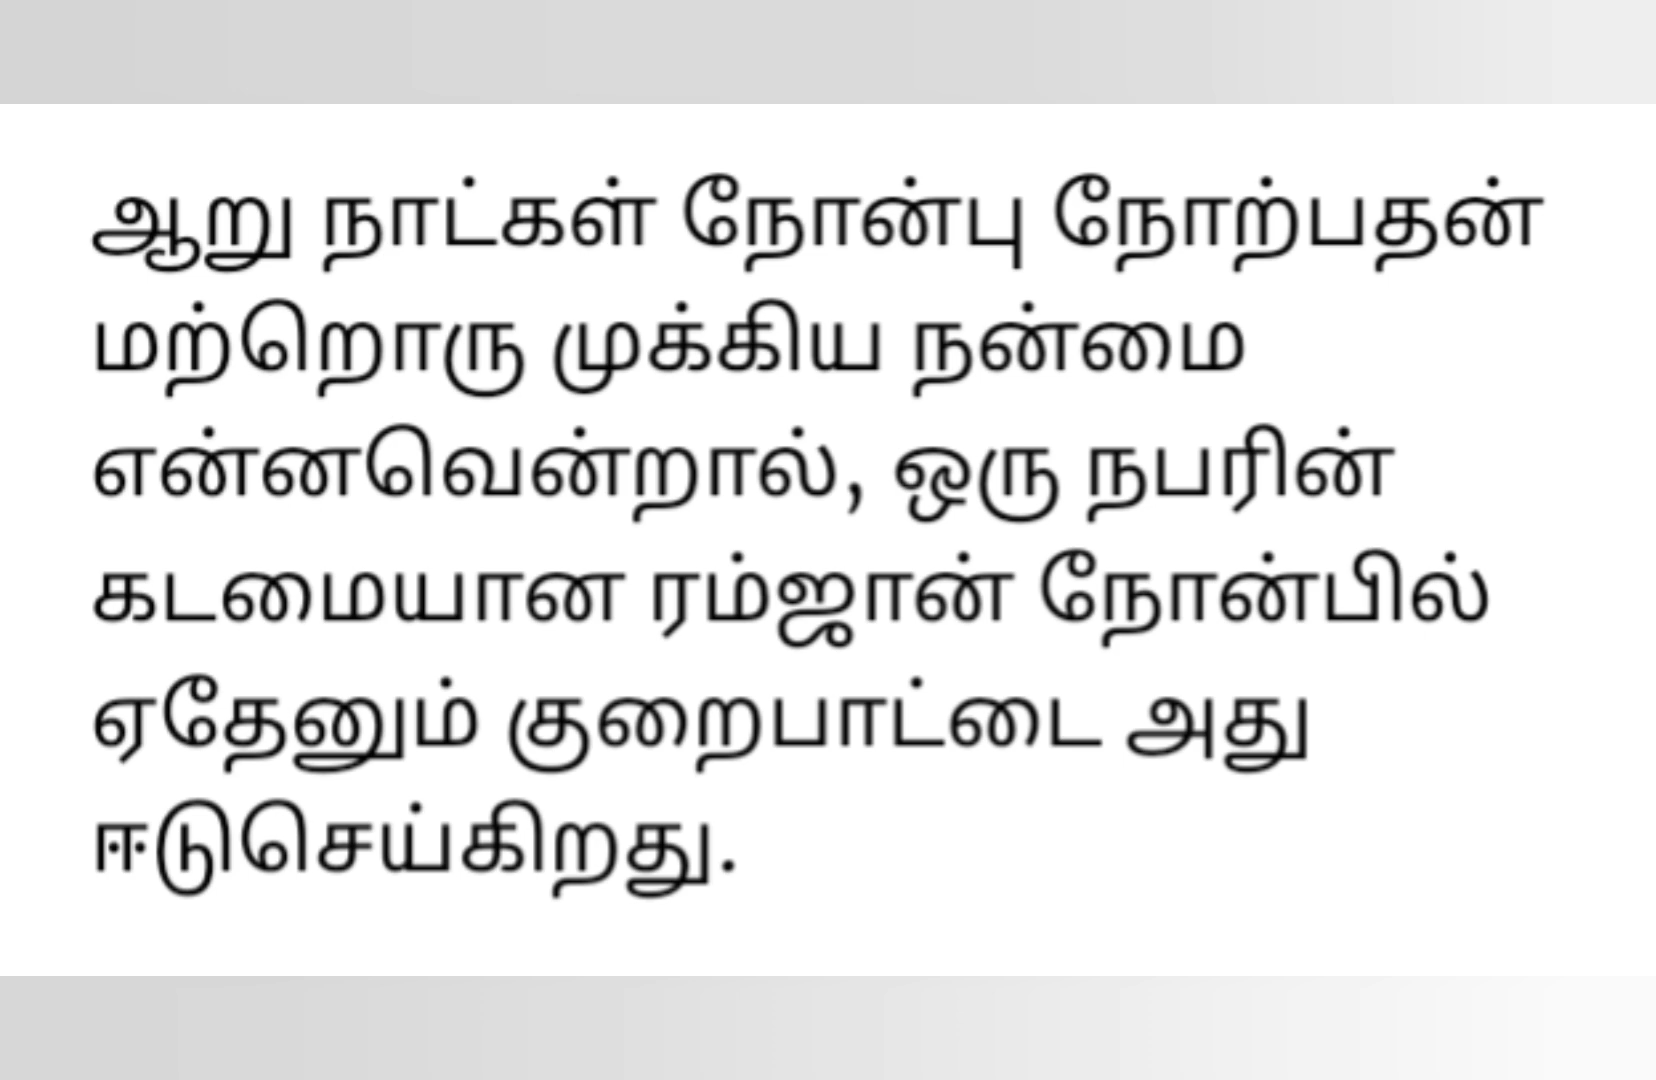 ஆறு நாட்கள் நோன்பு நோற்பதன்
மற்றொரு முக்கிய நன்மை
என்னவென்றால், ஒரு நபரின்
கடமையான ரம்ஜான் நோன்பில்
ஏதேனும் குறைபாட்டை அது
ஈடுசெய்கிறது.